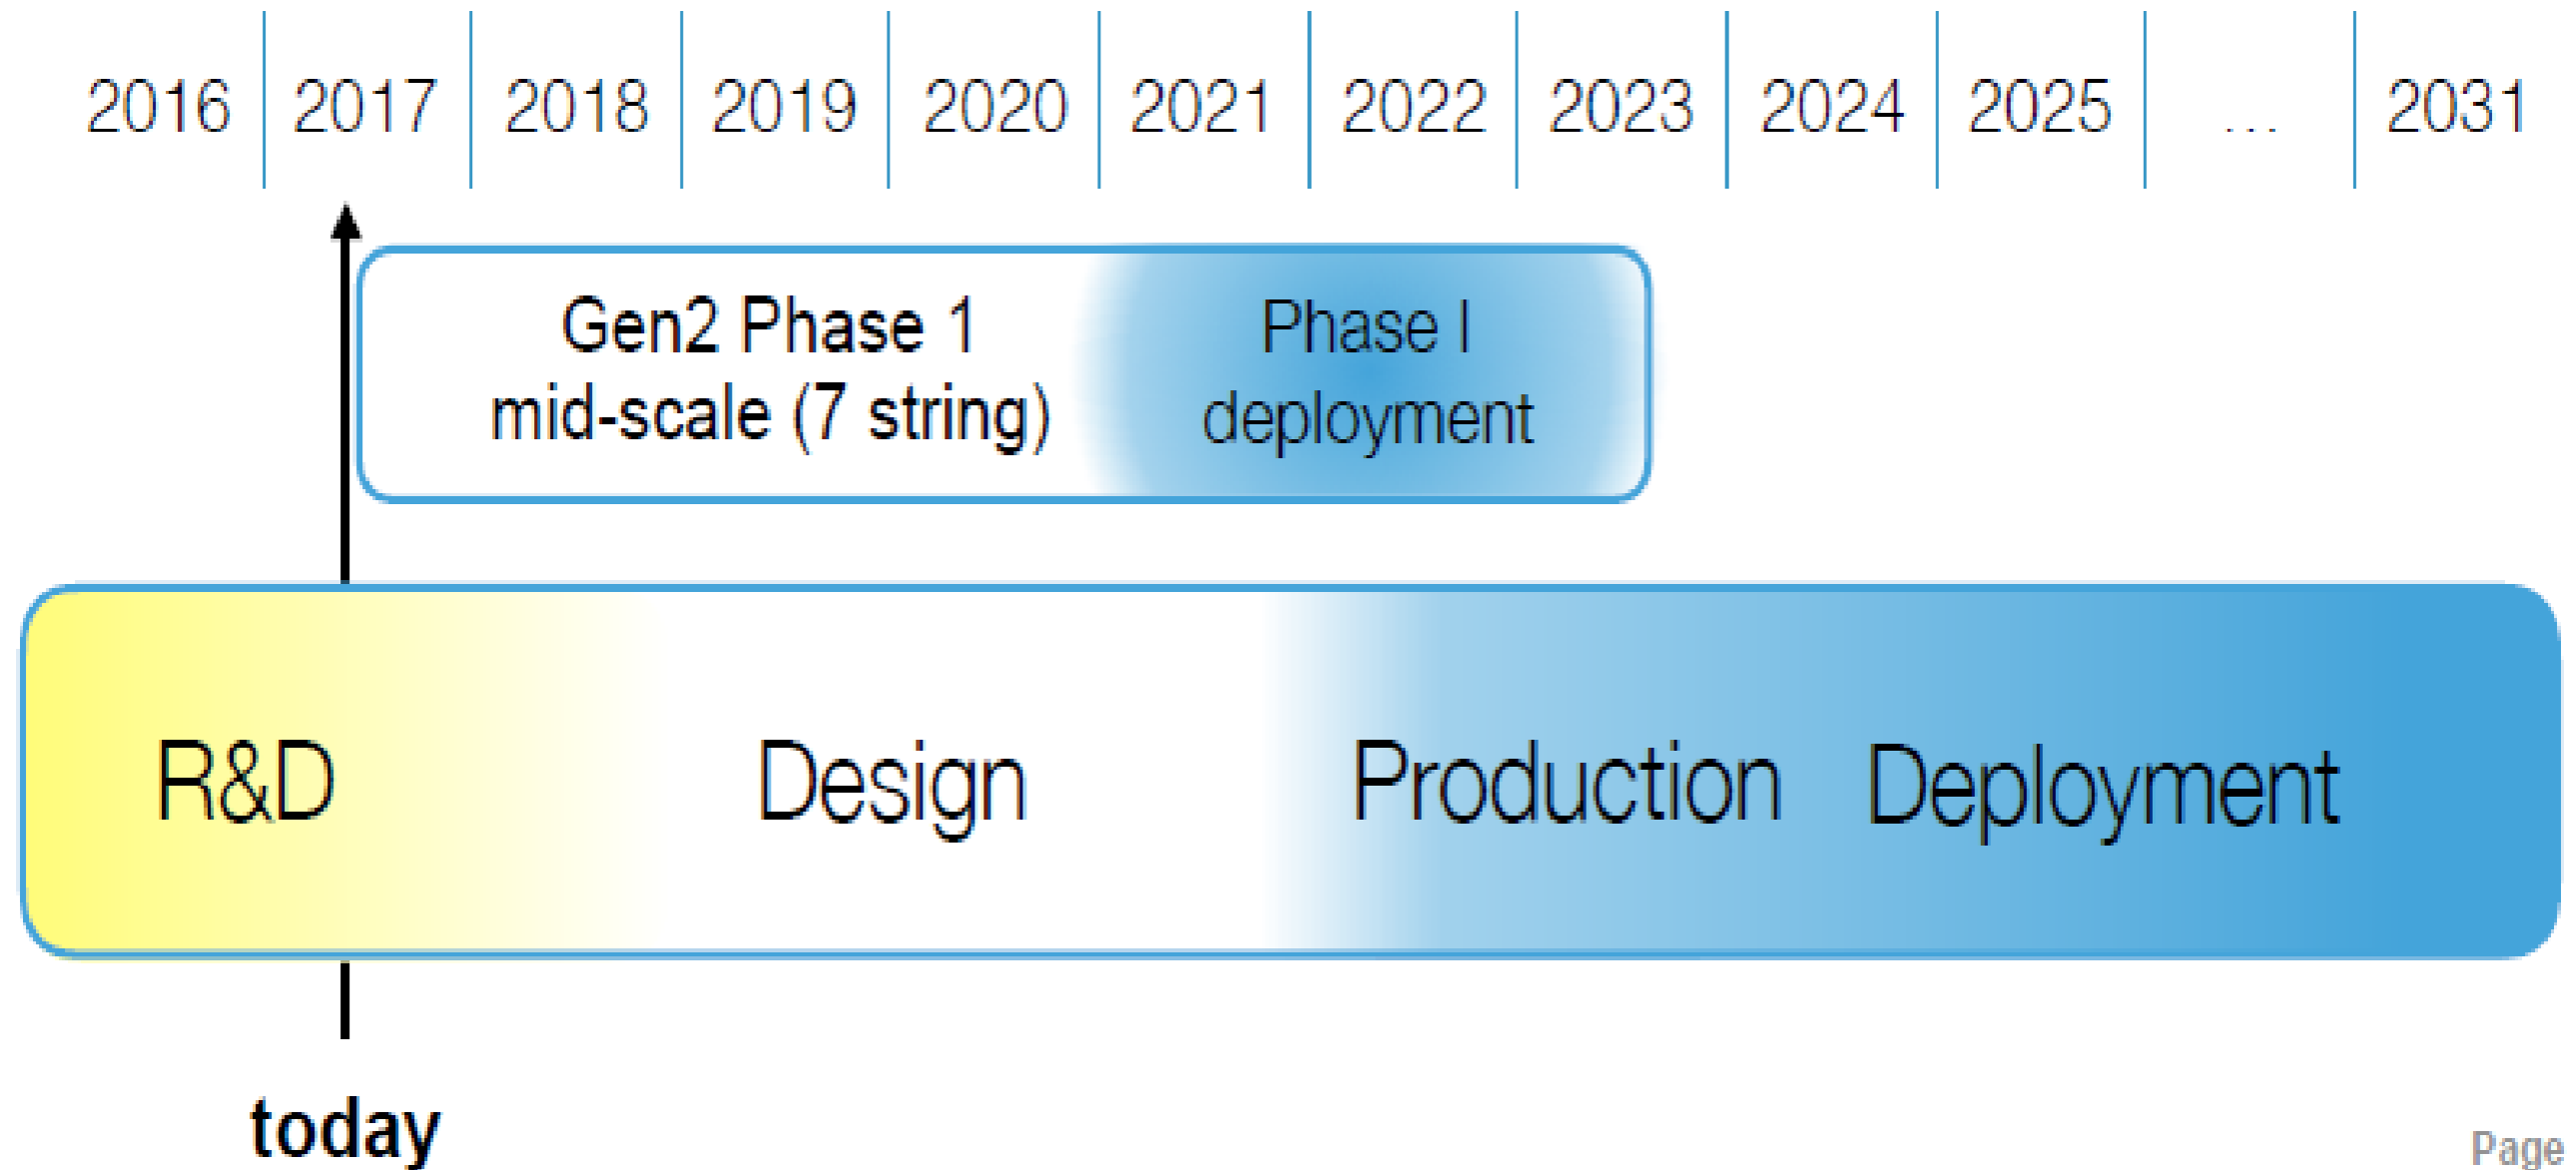 2016 2017 2018 2019 2020 2021 2022 2023 2024 2025 ... 2031
Gen2 Phase 1
mid-scale (7 string)
Phase I
deployment
R&D Design Production Deployment
today
Page